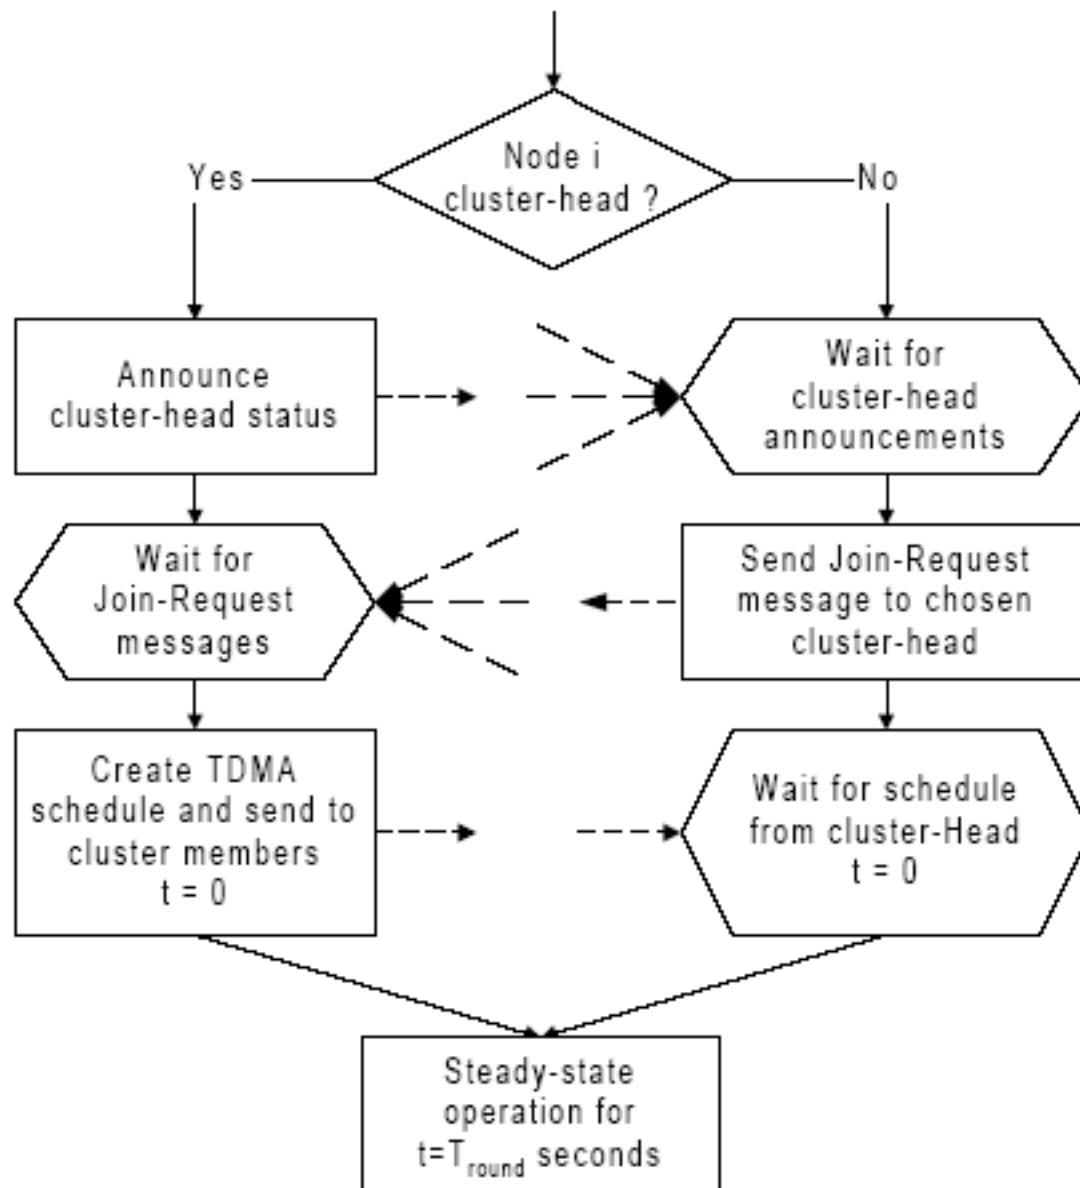 Node i
cluster-head ?
Yes
No
Announce
cluster-head status
Wait for
cluster-head
announcements
Wait for
Join-Request
messages
Send Join-Request
message to chosen
cluster-head
Create TDMA
schedule and send to
cluster members
t = 0
Wait for schedule
from cluster-Head
t = 0
Steady-state
operation for
t=Tround seconds